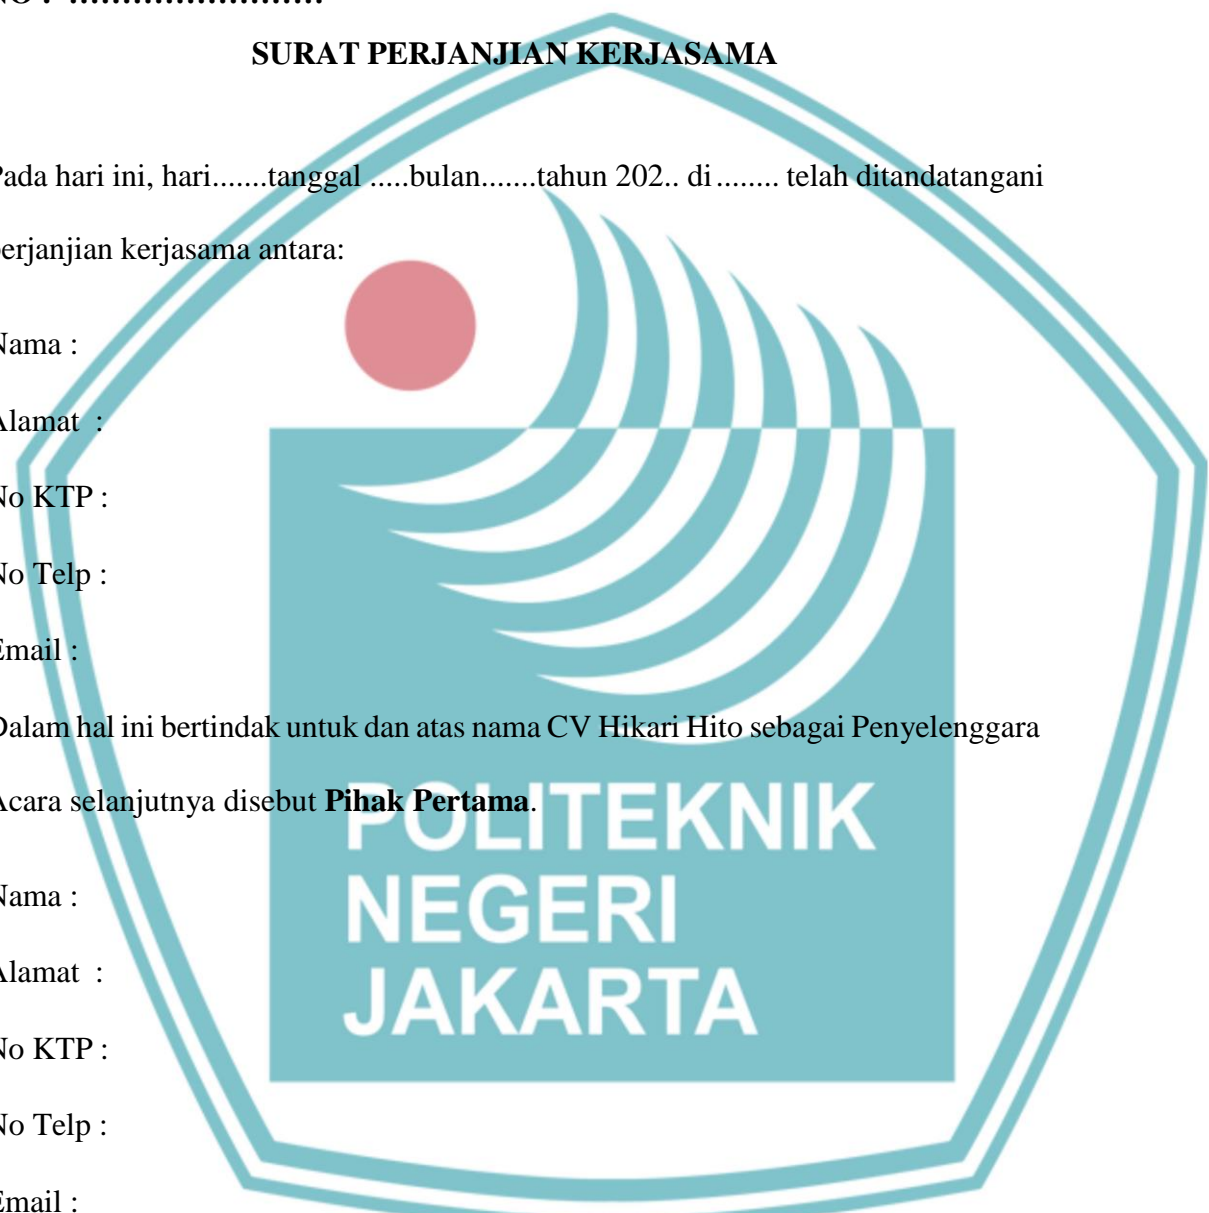 NO : ........................
SURAT PERJANJIAN KERJASAMA
Pada hari ini, hari.......tanggal .....bulan.......tahun 202.. di ........ telah ditandatangani
perjanjian kerjasama antara:
Nama :
Alamat :
No KTP :
No Telp :
Email :
Dalam hal ini bertindak untuk dan atas nama CV Hikari Hito sebagai Penyelenggara
Acara selanjutnya disebut Pihak Pertama.
Nama :
Alamat :
No KTP :
No Telp :
Email :
POLITEKNIK
NEGERI
JAKARTA